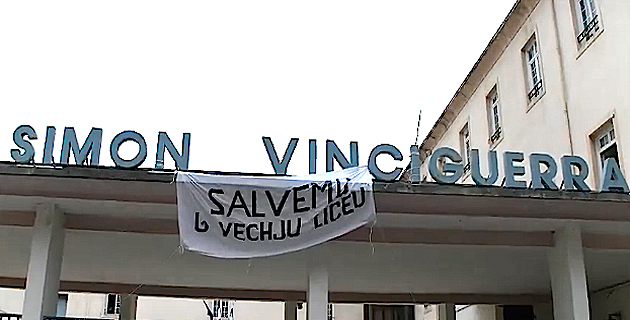 SIMON VINCIGUERRA
SALVEMU
U VECHJU LICEU